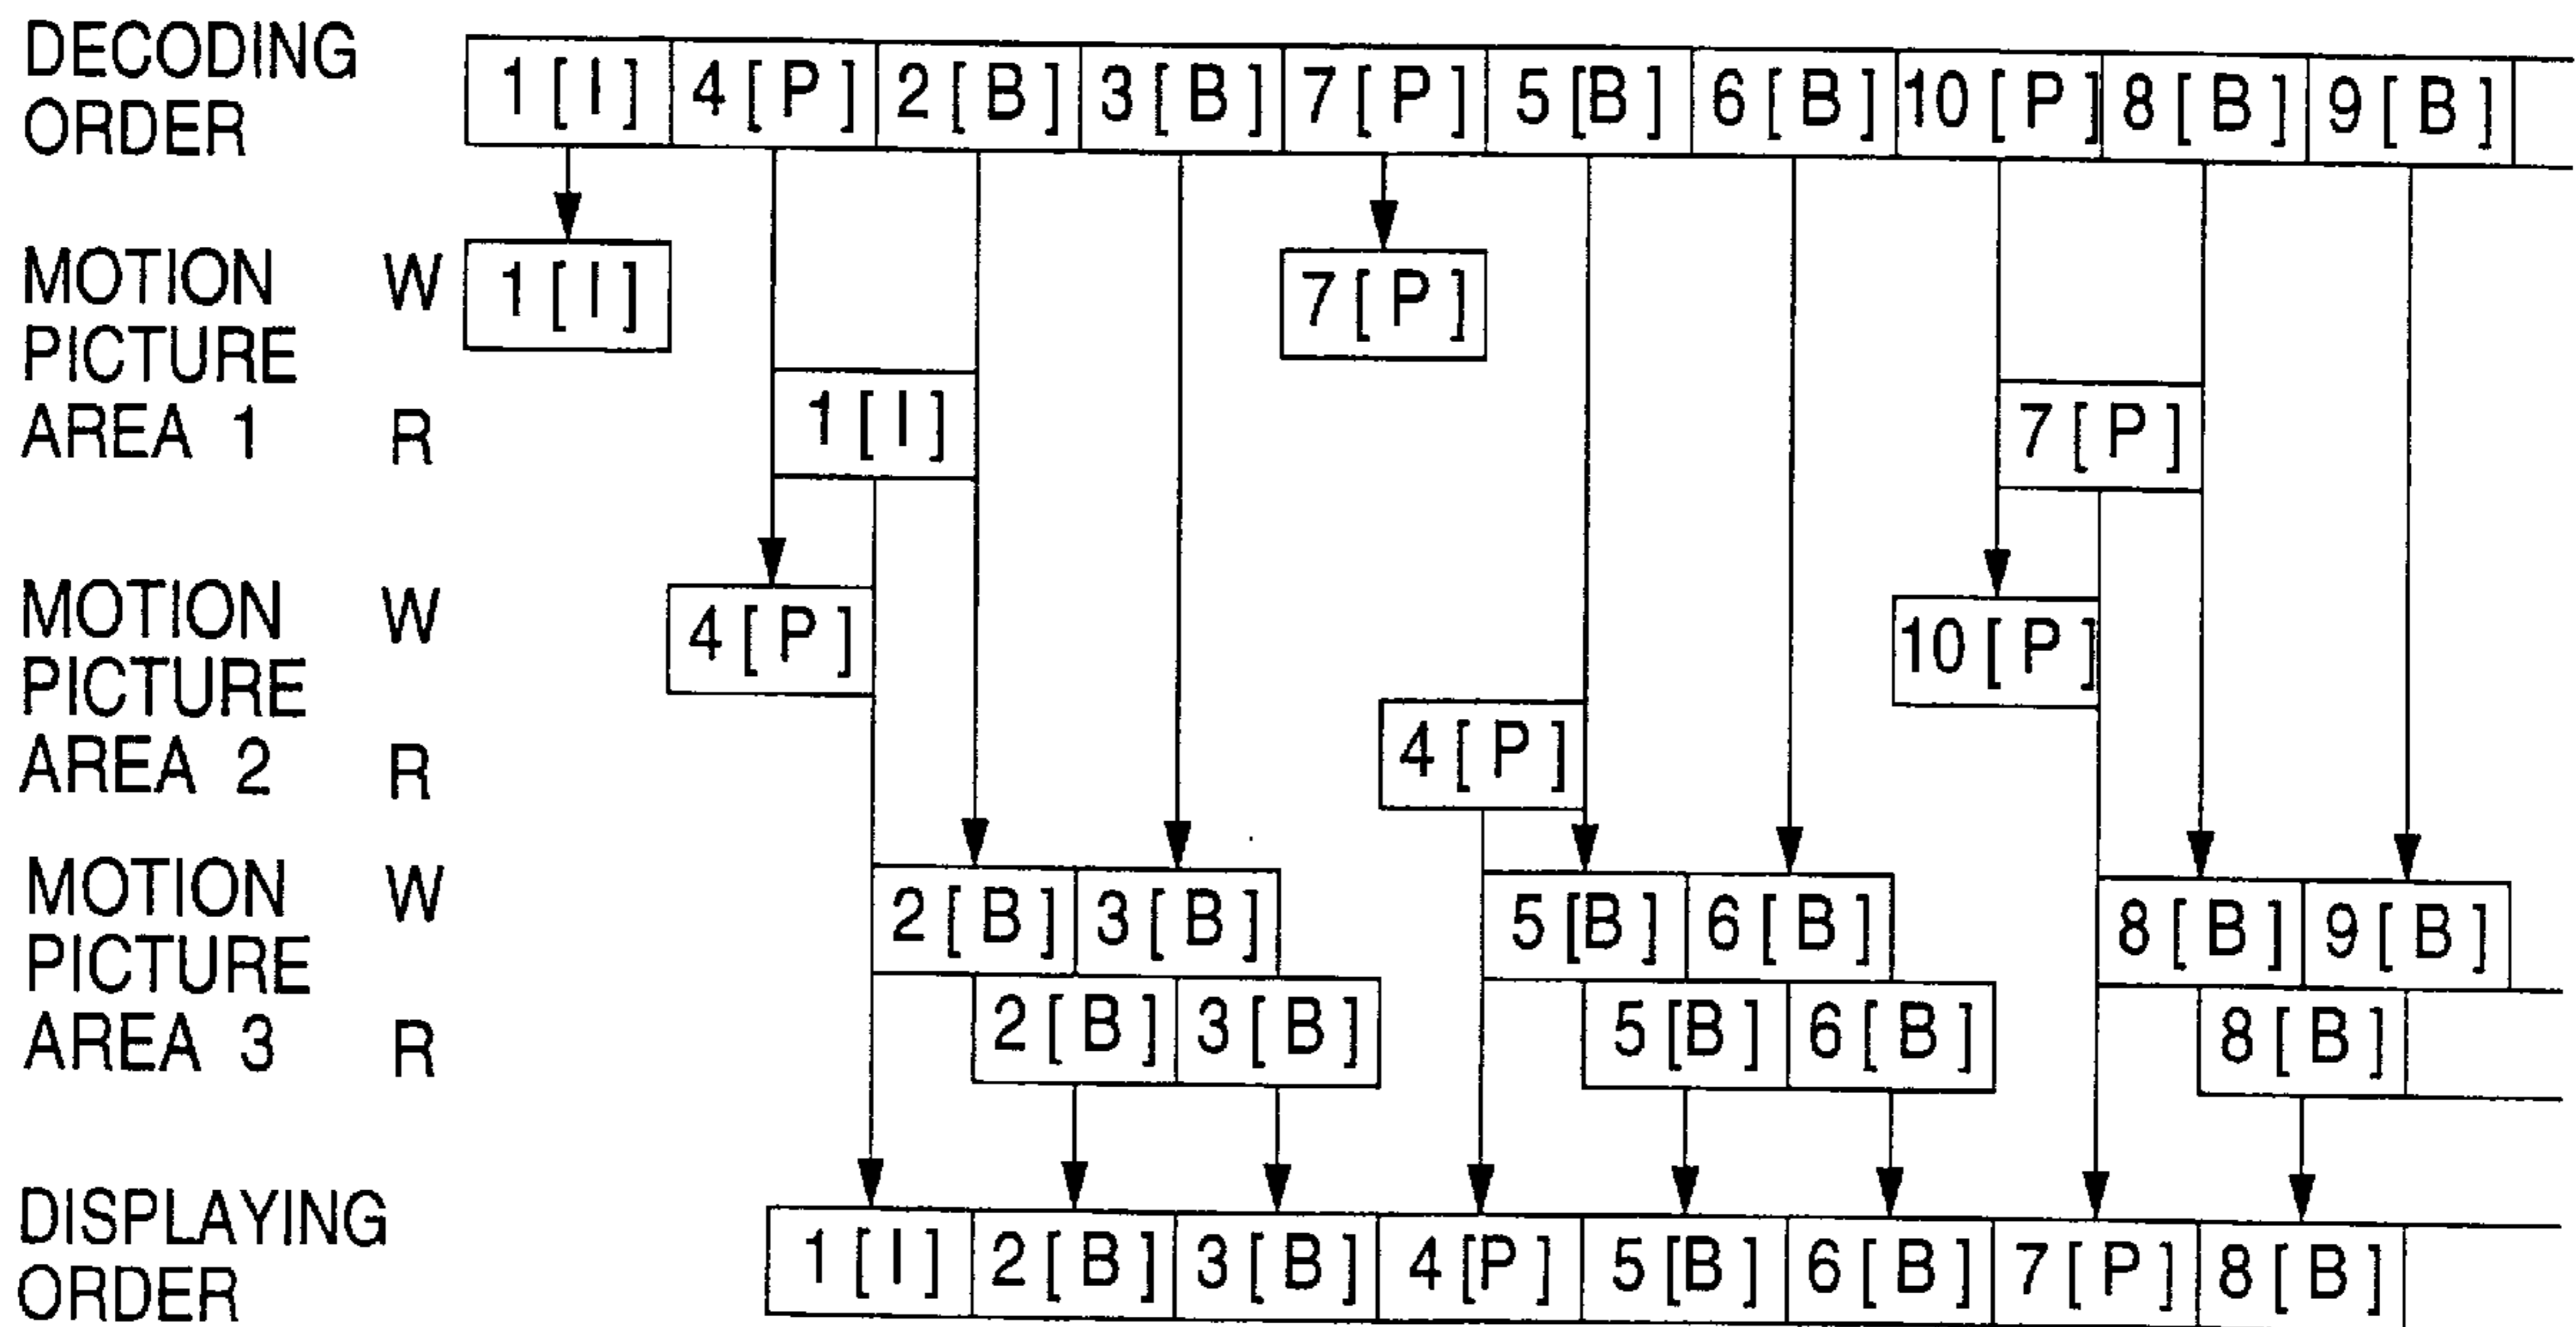 DECODING
ORDER
1 [ I ] 4 [ P ] 2 [ B ] 3 [ B ] 7 [ P ] 5 [B ] 6 [ B ] 10 [ P ] 8 [ B ] 9 [ B ]
MOTION W 1 [ I ] 7 [ P ]
PICTURE
AREA 1 R 1 [ I ] 7 [ P ]
MOTION W 4 [ P ] 10 [ P ]
PICTURE
AREA 2 R 4 [ P ]
MOTION W 2 [ B ] 3 [ B ] 5 [B ] 6 [ B ] 8 [ B ] 9 [ B ]
PICTURE
AREA 3 R 2 [ B ] 3 [ B ] 5 [B ] 6 [ B ] 8 [ B ]
DISPLAYING
ORDER
1 [ I ] 2 [ B ] 3 [ B ] 4 [P ] 5 [B ] 6 [ B ] 7 [ P ] 8 [ B ]